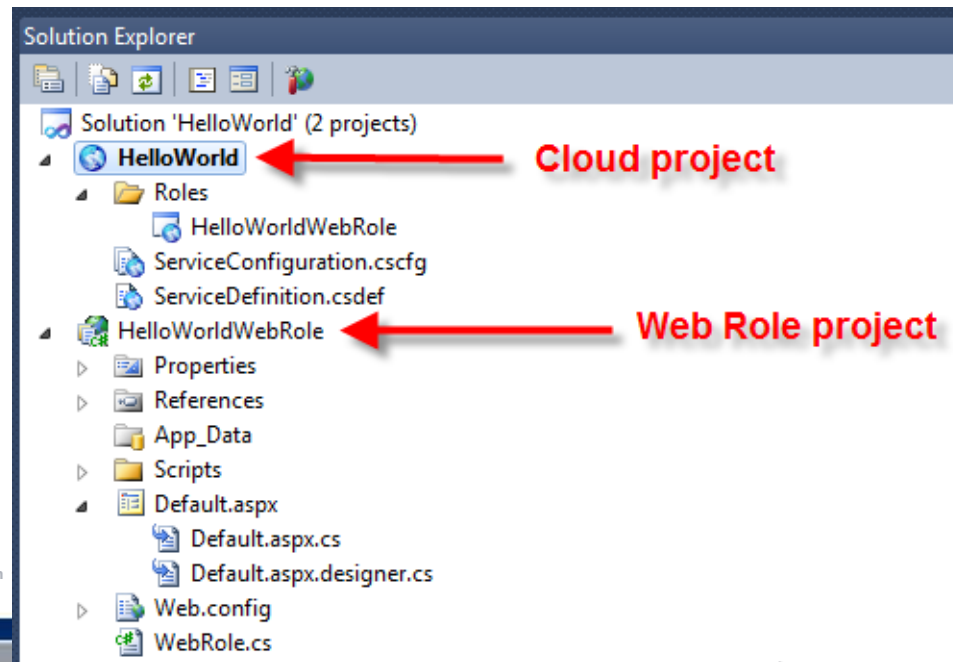 Solution Explorer
Solution 'HelloWorld' (2 projects)
HelloWorld Cloud project
Roles
HelloWorldWebRole
ServiceConfiguration.cscfg
ServiceDefinition.csdef
HelloWorldWebRole Web Role project
Properties
References
App_Data
Scripts
Default.aspx
Default.aspx.cs
Default.aspx.designer.cs
Web.config
WebRole.cs